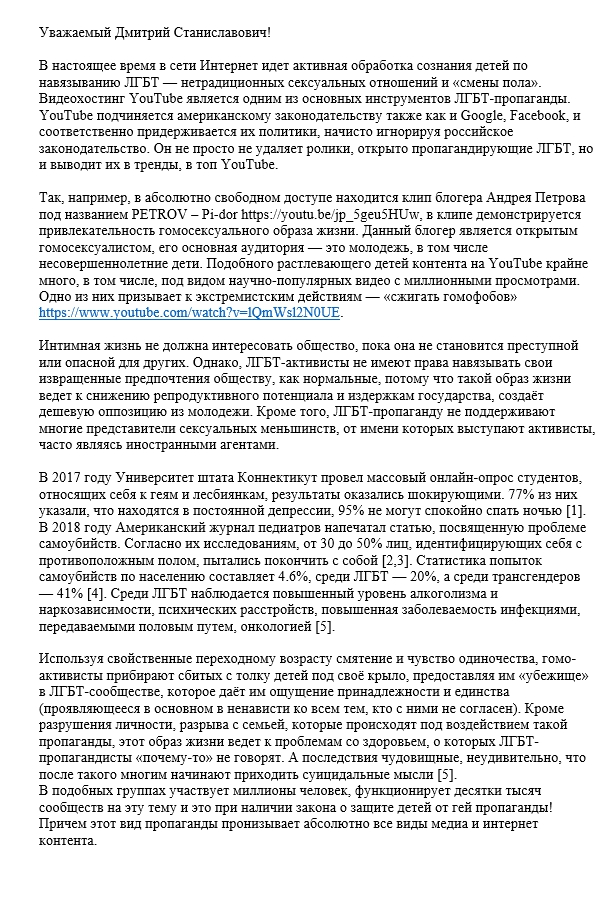 Уважаемый Дмитрий Станиславович!
В настоящее время в сети Интернет идет активная обработка сознания детей по
навязыванию ЛГБТ — нетрадиционных сексуальных отношений и «смены пола».
Видеохостинг YouTube является одним из основных инструментов ЛГБТ-пропаганды.
YouTube подчиняется американскому законодательству также как и Google, Facebook, и
соответственно придерживается их политики, начисто игнорируя российское
законодательство. Он не просто не удаляет ролики, открыто пропагандирующие ЛГБТ, но
и выводит их в тренды, в топ YouTube.
Так, например, в абсолютно свободном доступе находится клип блогера Андрея Петрова
под названием PETROV – Pi-dor https://youtu.be/jp_5geu5HUw, в клипе демонстрируется
привлекательность гомосексуального образа жизни. Данный блогер является открытым
гомосексуалистом, его основная аудитория — это молодежь, в том числе
несовершеннолетние дети. Подобного растлевающего детей контента на YouTube крайне
много, в том числе, под видом научно-популярных видео с миллионными просмотрами.
Одно из них призывает к экстремистским действиям — «сжигать гомофобов»
https://www.youtube.com/watch?v=lQmWsl2N0UE.
Интимная жизнь не должна интересовать общество, пока она не становится преступной
или опасной для других. Однако, ЛГБТ-активисты не имеют права навязывать свои
извращенные предпочтения обществу, как нормальные, потому что такой образ жизни
ведет к снижению репродуктивного потенциала и издержкам государства, создаёт
дешевую оппозицию из молодежи. Кроме того, ЛГБТ-пропаганду не поддерживают
многие представители сексуальных меньшинств, от имени которых выступают активисты,
часто являясь иностранными агентами.
В 2017 году Университет штата Коннектикут провел массовый онлайн-опрос студентов,
относящих себя к геям и лесбиянкам, результаты оказались шокирующими. 77% из них
указали, что находятся в постоянной депрессии, 95% не могут спокойно спать ночью [1].
В 2018 году Американский журнал педиатров напечатал статью, посвященную проблеме
самоубийств. Согласно их исследованиям, от 30 до 50% лиц, идентифицирующих себя с
противоположным полом, пытались покончить с собой [2,3]. Статистика попыток
самоубийств по населению составляет 4.6%, среди ЛГБТ — 20%, а среди трансгендеров
— 41% [4]. Среди ЛГБТ наблюдается повышенный уровень алкоголизма и
наркозависимости, психических расстройств, повышенная заболеваемость инфекциями,
передаваемыми половым путем, онкологией [5].
Используя свойственные переходному возрасту смятение и чувство одиночества, гомо-
активисты прибирают сбитых с толку детей под своё крыло, предоставляя им «убежище»
в ЛГБТ-сообществе, которое даёт им ощущение принадлежности и единства
(проявляющееся в основном в ненависти ко всем тем, кто с ними не согласен). Кроме
разрушения личности, разрыва с семьей, которые происходят под воздействием такой
пропаганды, этот образ жизни ведет к проблемам со здоровьем, о которых ЛГБТ-
пропагандисты «почему-то» не говорят. А последствия чудовищные, неудивительно, что
после такого многим начинают приходить суицидальные мысли [5].
В подобных группах участвует миллионы человек, функционирует десятки тысяч
сообществ на эту тему и это при наличии закона о защите детей от гей пропаганды!
Причем этот вид пропаганды пронизывает абсолютно все виды медиа и интернет
контента.